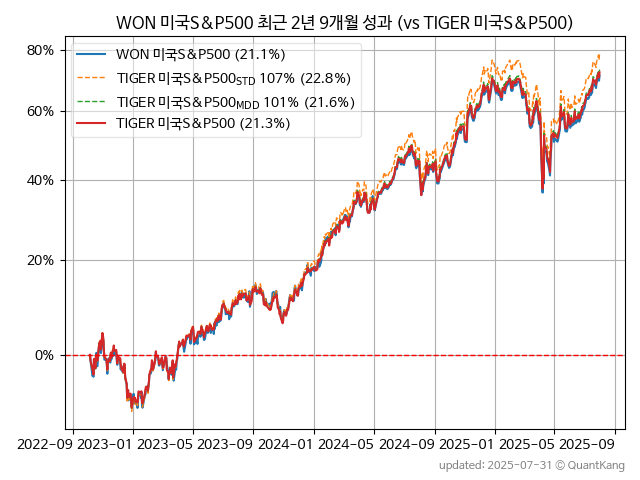 WON 미국S&P500 최근 2년 9개월 성과 (vs TIGER 미국S&P500)
80%
60%
40%
20%
0%
WON 미국S&P500 (21.1%)
TIGER 미국S&P500STD 107% (22.8%)
TIGER 미국S&P500MDD 101% (21.6%)
TIGER 미국S&P500 (21.3%)
2022-09 2023-01 2023-05 2023-09 2024-01 2024-05 2024-09 2025-01 2025-05 2025-09
updated: 2025-07-31 © QuantKang